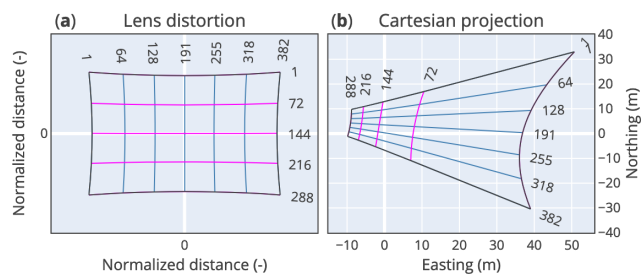 (a) Lens distortion
1 64 128 191 255 318 382
1
72
144
216
288
0
0
Normalized distance (-)
Normalized distance (-)
(b) Cartesian projection
288 216 144 72
1
64
128
191
255
318
382
40
30
20
10
0
−10
−20
−30
−40
Northing (m)
−10 0 10 20 30 40 50
Easting (m)